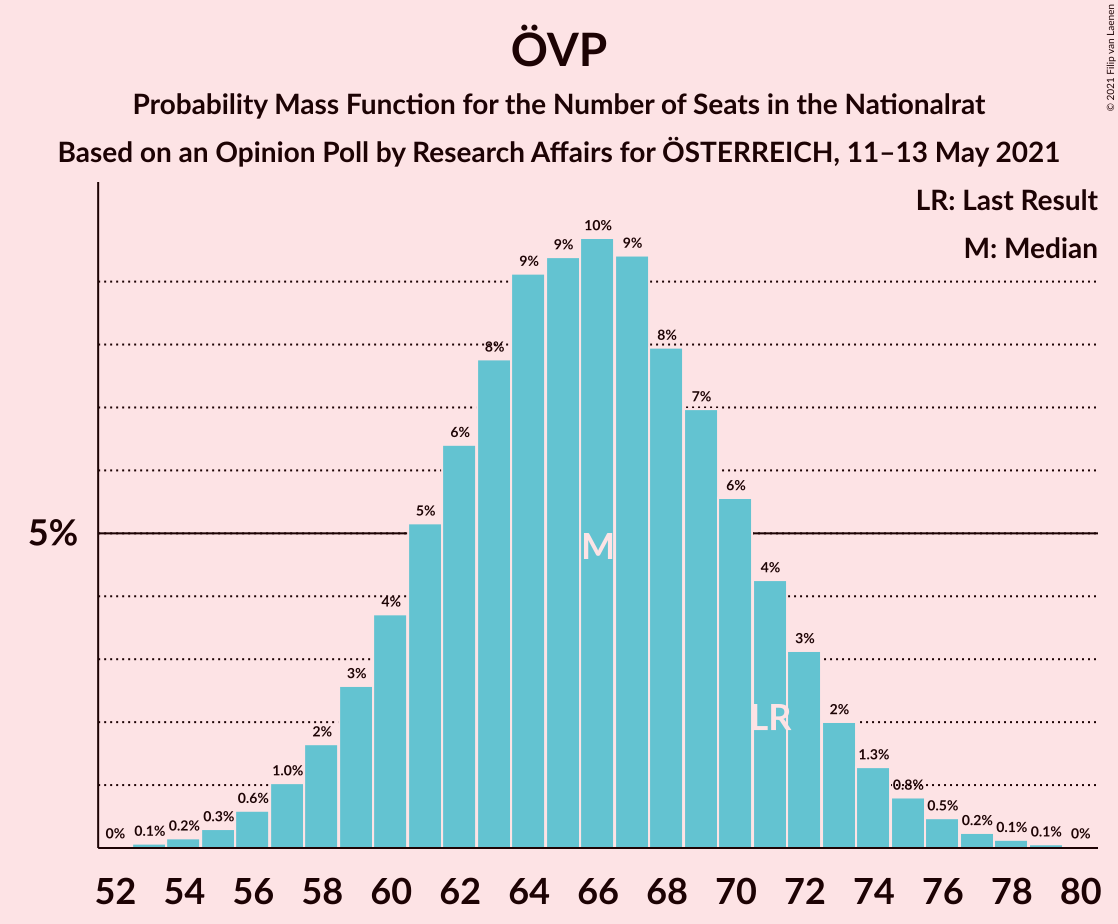 ÖVP
Probability Mass Function for the Number of Seats in the Nationalrat
Based on an Opinion Poll by Research Affairs for ÖSTERREICH, 11–13 May 2021
© 2021 Filip van Laenen
LR: Last Result
M: Median
5%
0% 0.1% 0.2% 0.3% 0.6% 1.0% 2% 3% 4% 5% 6% 8% 9% 9% 10% 9% 8% 7% 6% 4% 3% 2% 1.3% 0.8% 0.5% 0.2% 0.1% 0.1% 0%
M
LR
52 54 56 58 60 62 64 66 68 70 72 74 76 78 80